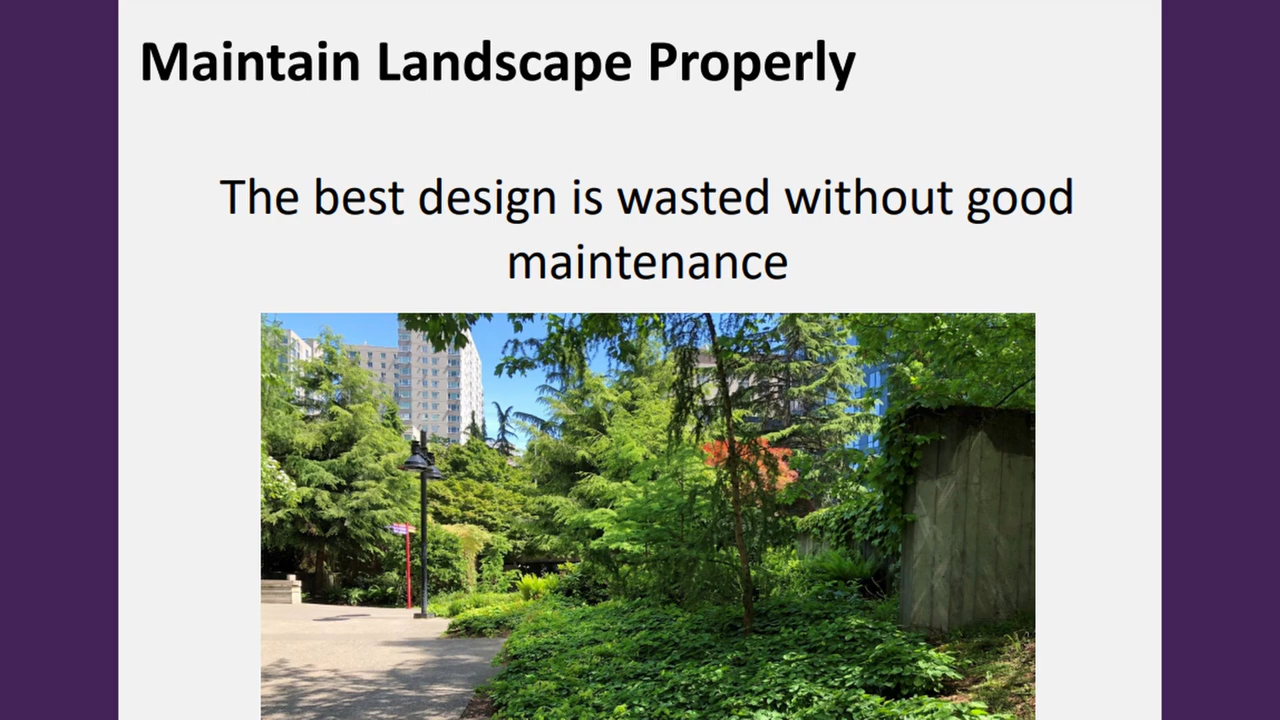 Maintain Landscape Properly
The best design is wasted without good
maintenance